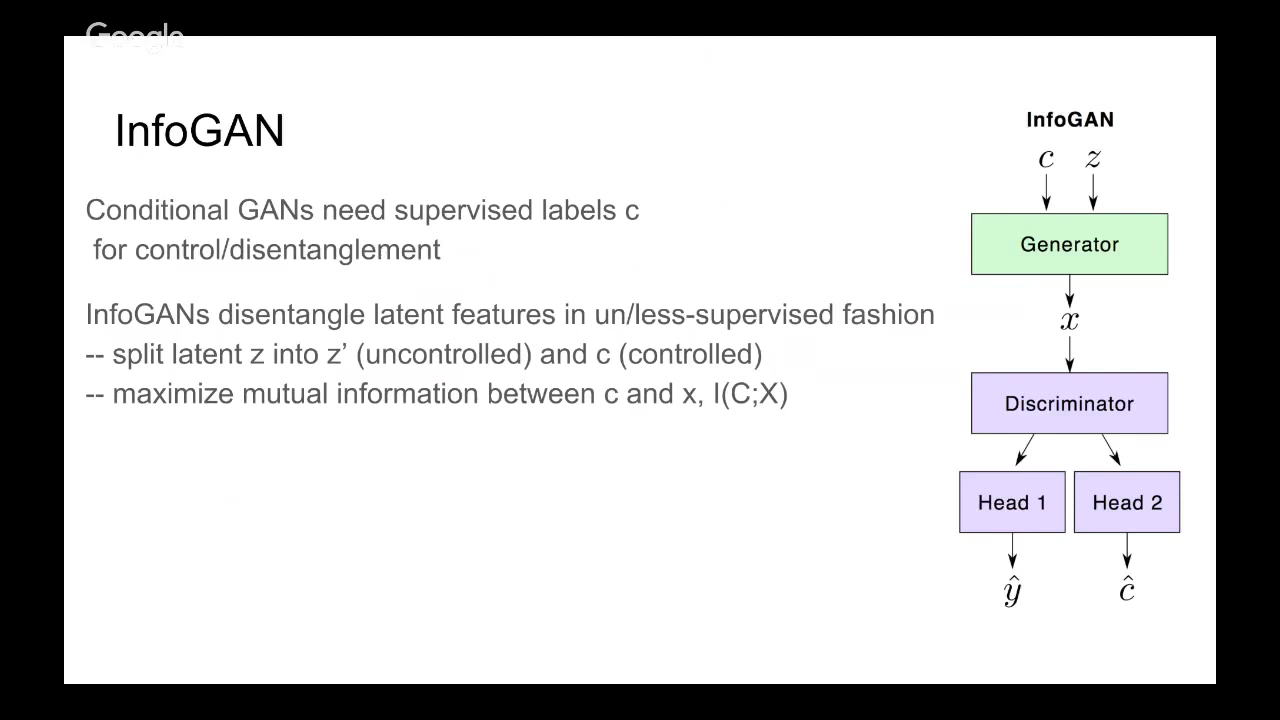 Google
InfoGAN
Conditional GANs need supervised labels c
for control/disentanglement
InfoGANs disentangle latent features in un/less-supervised fashion
-- split latent z into z’ (uncontrolled) and c (controlled)
-- maximize mutual information between c and x, I(C;X)
InfoGAN
c z
Generator
x
Discriminator
Head 1 Head 2
ŷ ĉ